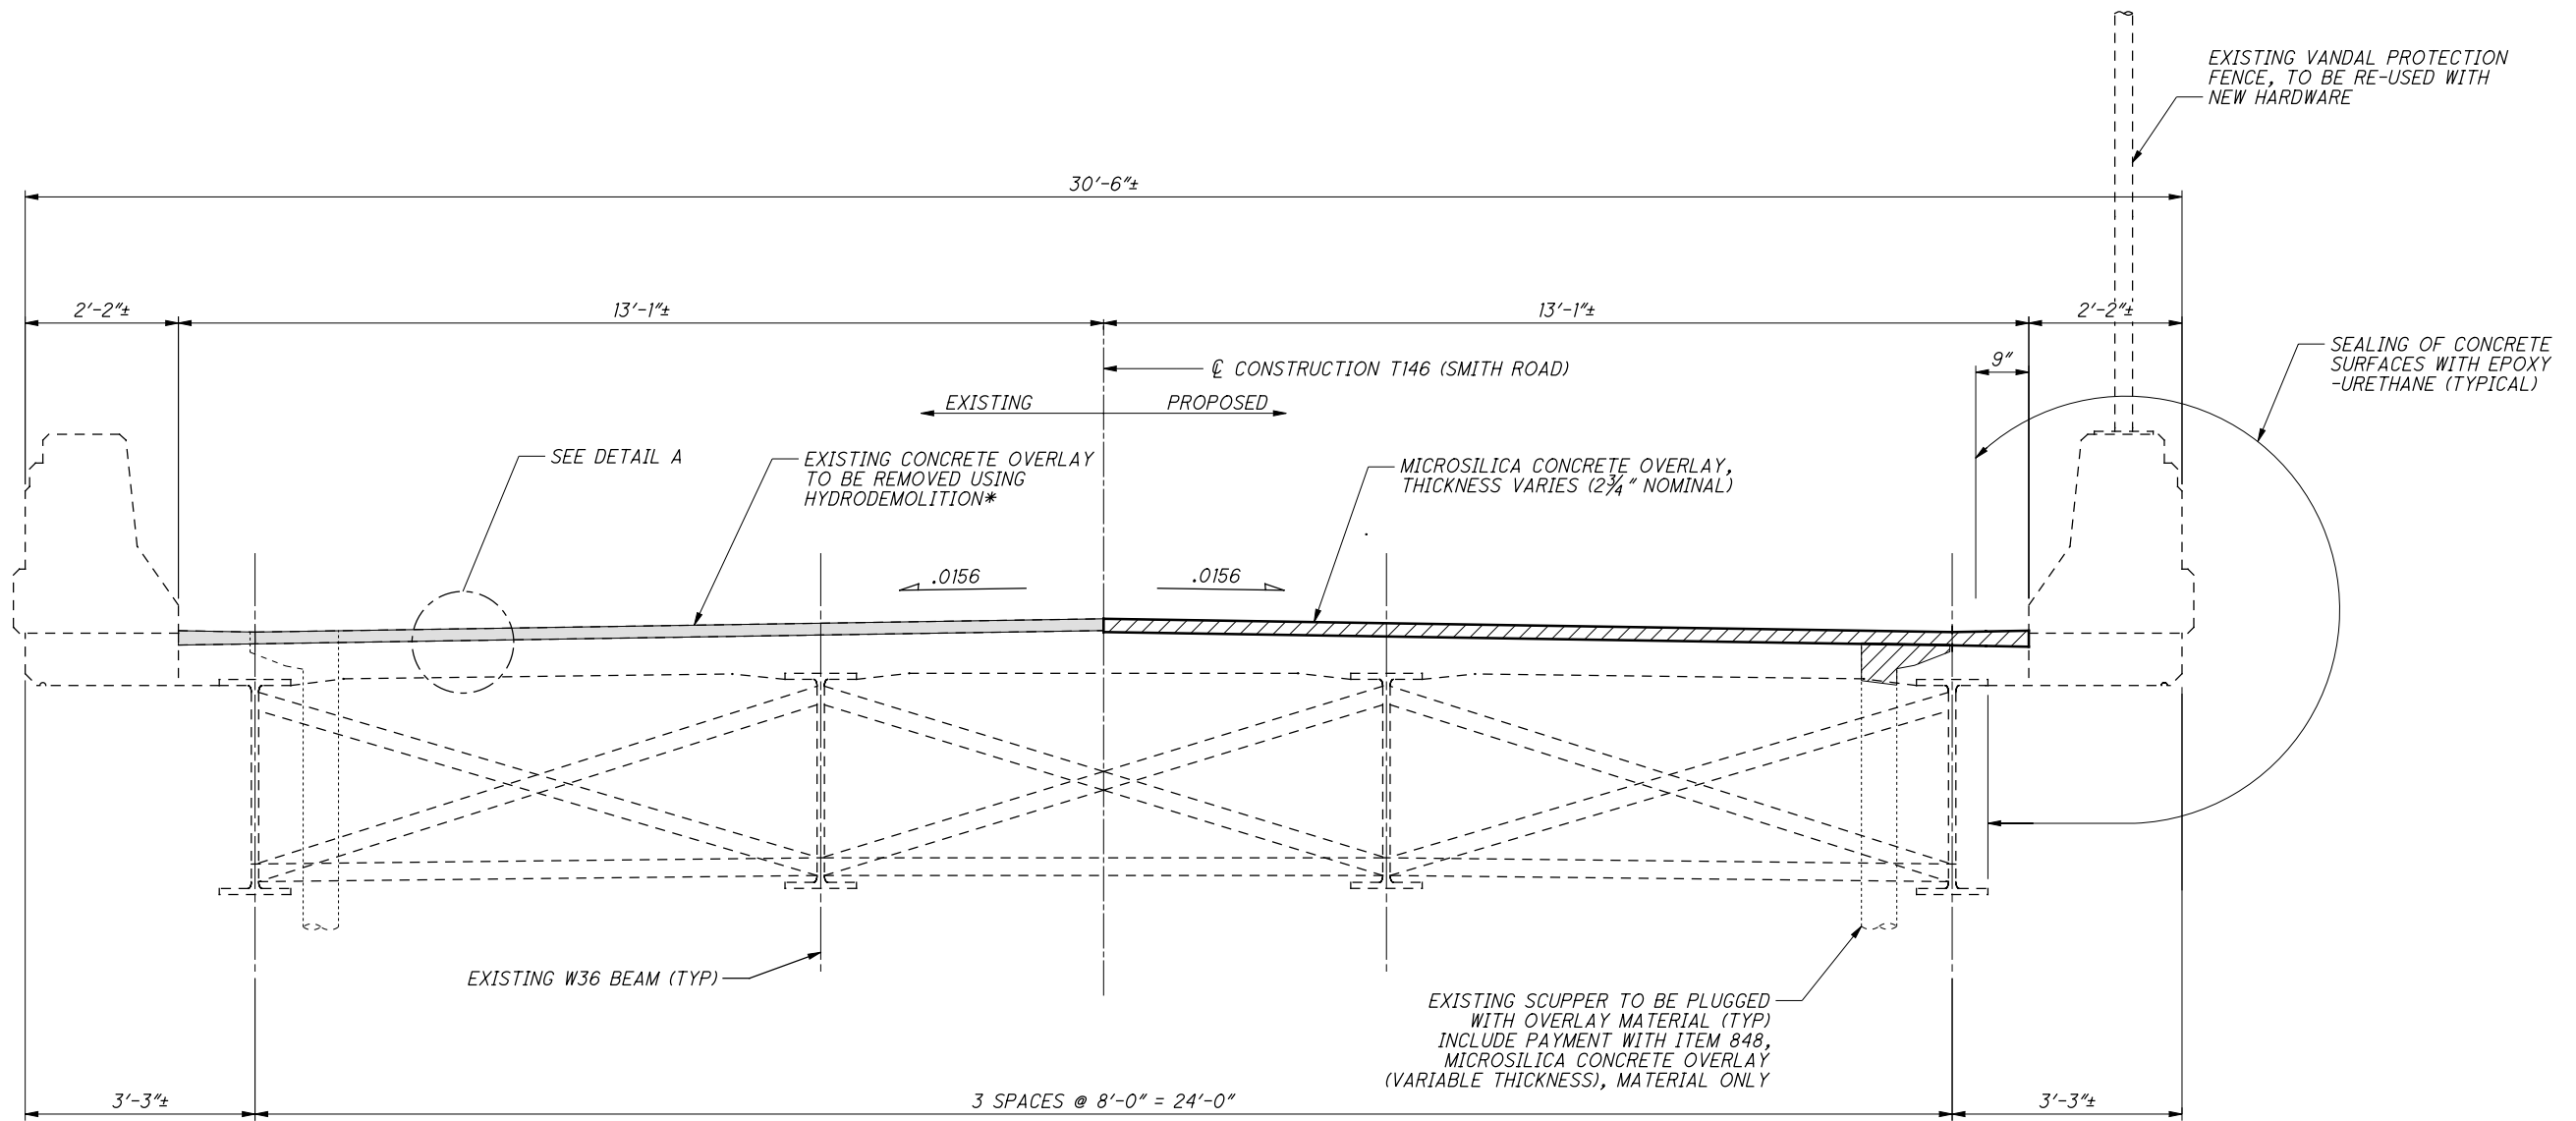 EXISTING VANDAL PROTECTION
FENCE, TO BE RE-USED WITH
NEW HARDWARE
30'-6"±
2'-2"±
13'-1"±
13'-1"±
2'-2"±
SEALING OF CONCRETE
SURFACES WITH EPOXY
-URETHANE (TYPICAL)
9"
℄ CONSTRUCTION T146 (SMITH ROAD)
EXISTING
PROPOSED
SEE DETAIL A
EXISTING CONCRETE OVERLAY
TO BE REMOVED USING
HYDRODEMOLITION*
MICROSILICA CONCRETE OVERLAY,
THICKNESS VARIES (2¾" NOMINAL)
.0156
.0156
EXISTING W36 BEAM (TYP)
EXISTING SCUPPER TO BE PLUGGED
WITH OVERLAY MATERIAL (TYP)
INCLUDE PAYMENT WITH ITEM 848,
MICROSILICA CONCRETE OVERLAY
(VARIABLE THICKNESS), MATERIAL ONLY
3'-3"±
3 SPACES @ 8'-0" = 24'-0"
3'-3"±